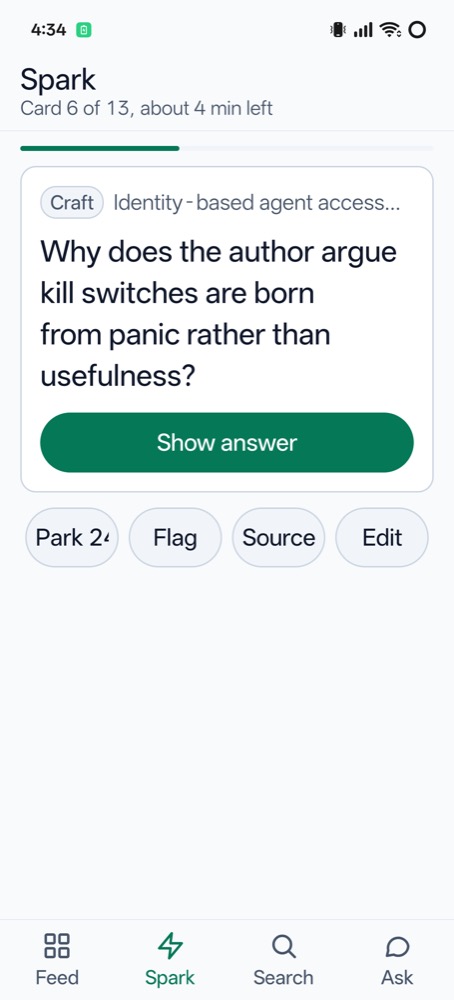 4:34
Spark
Card 6 of 13, about 4 min left
Craft Identity-based agent access...
Why does the author argue
kill switches are born
from panic rather than
usefulness?
Show answer
Park 24 Flag Source Edit
Feed Spark Search Ask